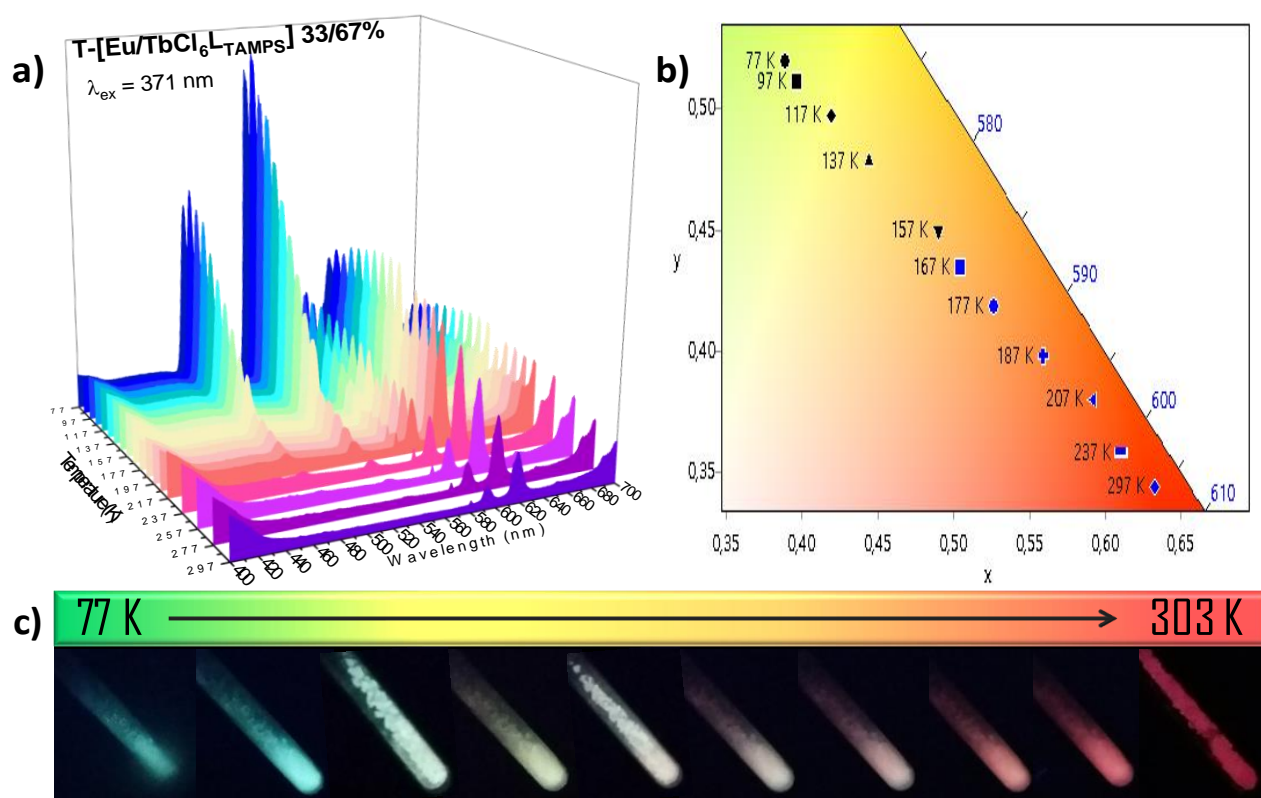 a)
T-[Eu/TbCl₆L_TAMPS] 33/67%
λex = 371 nm
77
97
117
137
157
177
197
217
237
257
277
297
Temperature (K)
400
420
440
460
480
500
520
540
560
580
600
620
640
660
680
700
Wavelength (nm)
b)
0,50
0,45
y
0,40
0,35
77 K
97 K
117 K
137 K
157 K
167 K
177 K
187 K
207 K
237 K
297 K
580
590
600
610
0,35 0,40 0,45 0,50 0,55 0,60 0,65
x
c)
77 K 303 K